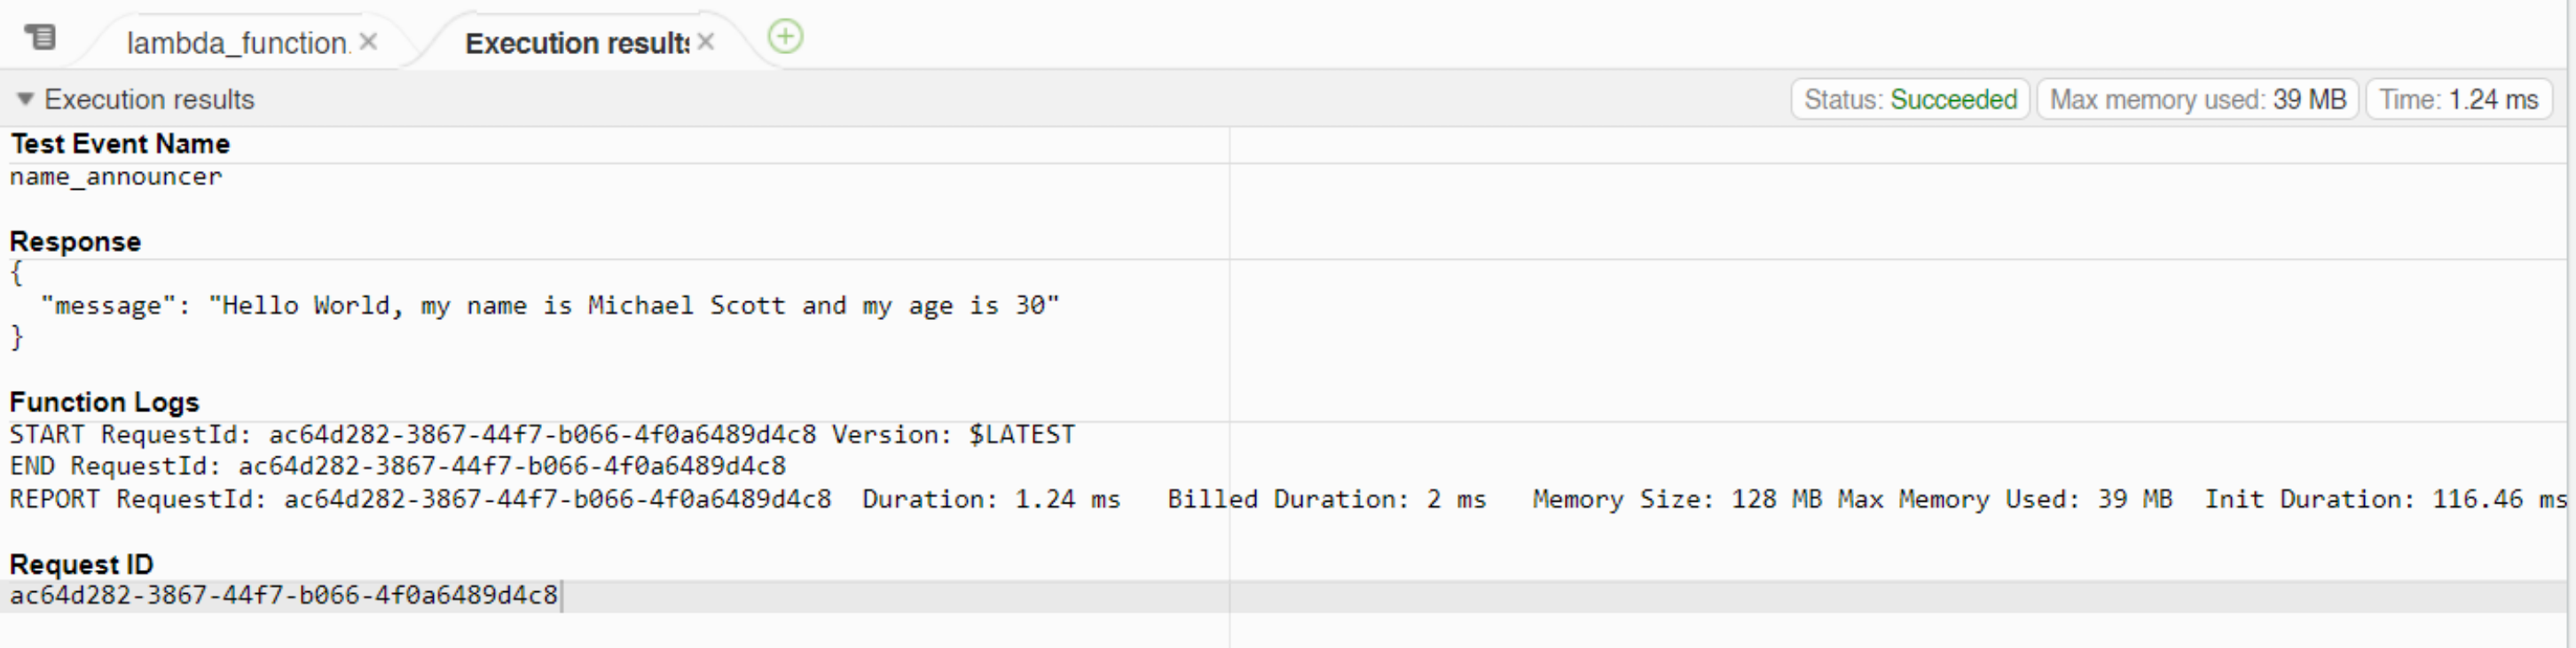 lambda_function.
Execution results
Execution results
Status: Succeeded
Max memory used: 39 MB
Time: 1.24 ms
Test Event Name
name_announcer
Response
{
  "message": "Hello World, my name is Michael Scott and my age is 30"
}
Function Logs
START RequestId: ac64d282-3867-44f7-b066-4f0a6489d4c8 Version: $LATEST
END RequestId: ac64d282-3867-44f7-b066-4f0a6489d4c8
REPORT RequestId: ac64d282-3867-44f7-b066-4f0a6489d4c8  Duration: 1.24 ms   Billed Duration: 2 ms   Memory Size: 128 MB Max Memory Used: 39 MB  Init Duration: 116.46 ms
Request ID
ac64d282-3867-44f7-b066-4f0a6489d4c8